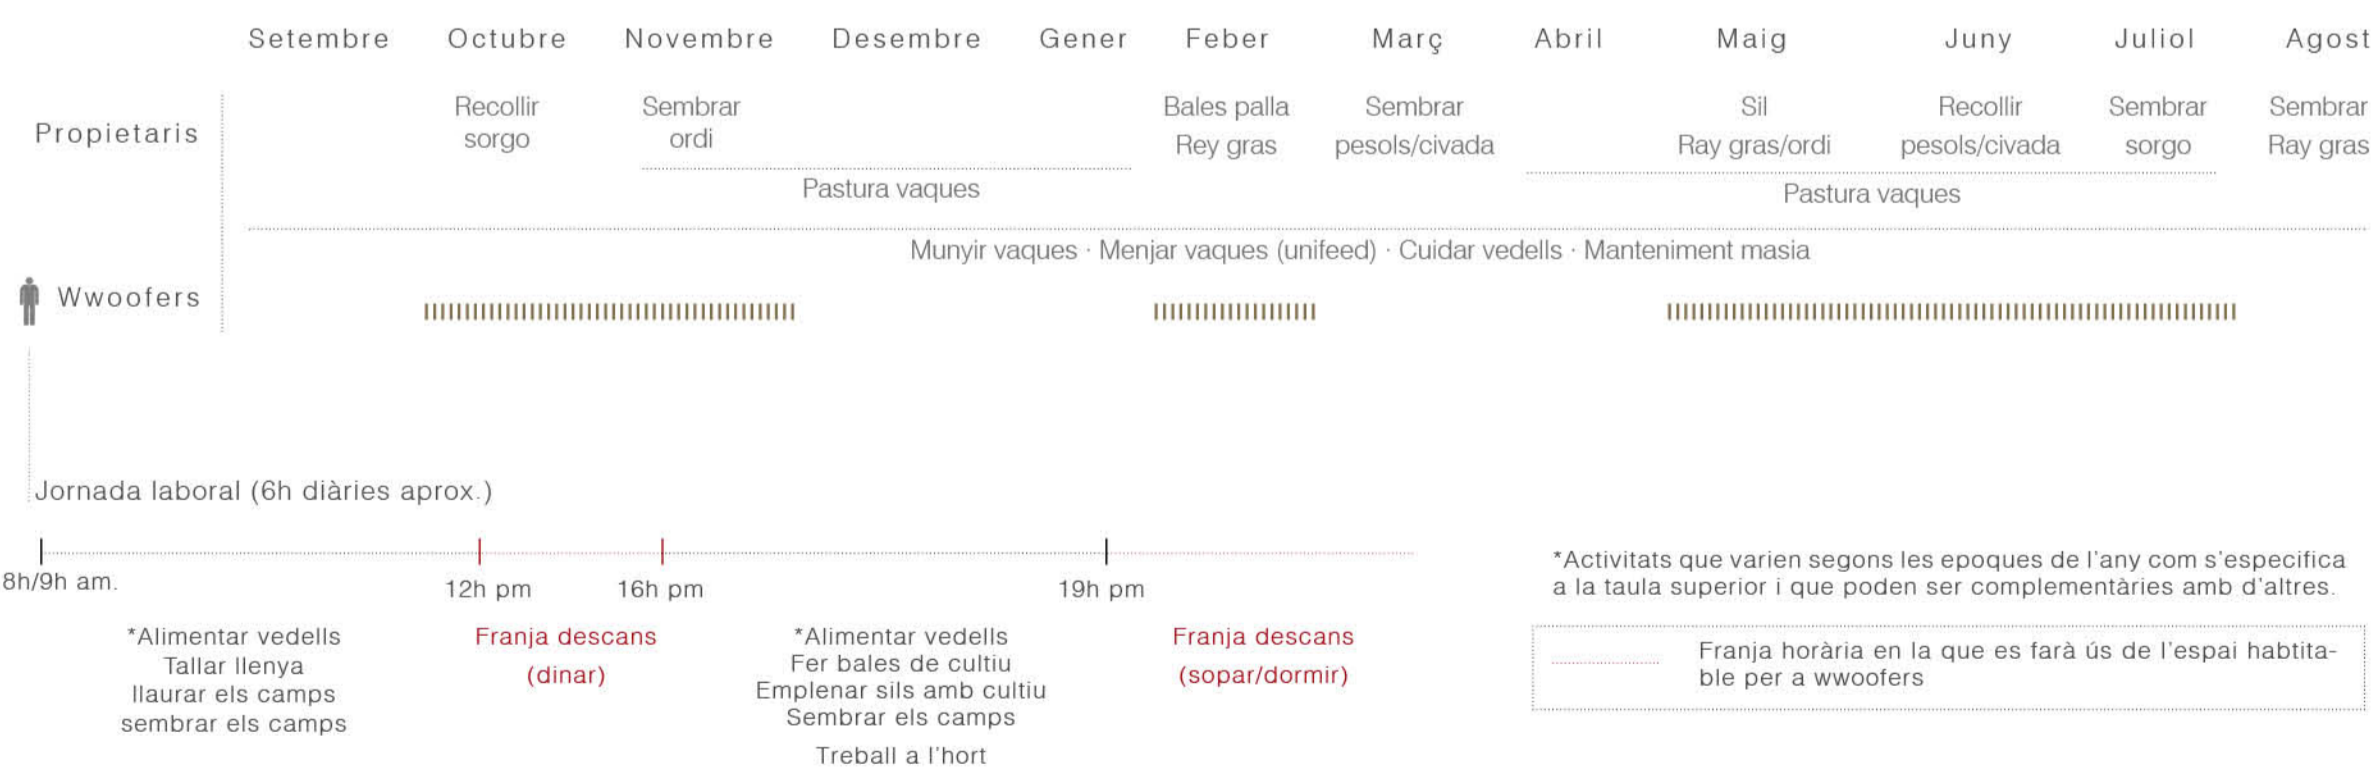 Setembre Octubre Novembre Desembre Gener Feber Març Abril Maig Juny Juliol Agost
Propietaris
Recollir
sorgo
Sembrar
ordi
Pastura vaques
Bales palla
Rey gras
Sembrar
pesols/civada
Sil
Ray gras/ordi
Recollir
pesols/civada
Sembrar
sorgo
Sembrar
Ray gras
Pastura vaques
Munyir vaques · Menjar vaques (unifeed) · Cuidar vedells · Manteniment masia
Wwoofers
Jornada laboral (6h diàries aprox.)
8h/9h am.
12h pm
16h pm
19h pm
*Alimentar vedells
Tallar llenya
llaurar els camps
sembrar els camps
Franja descans
(dinar)
*Alimentar vedells
Fer bales de cultiu
Emplenar sils amb cultiu
Sembrar els camps
Treball a l'hort
Franja descans
(sopar/dormir)
*Activitats que varien segons les epoques de l'any com s'especifica
a la taula superior i que poden ser complementàries amb d'altres.
Franja horària en la que es farà ús de l'espai habtita-
ble per a wwoofers